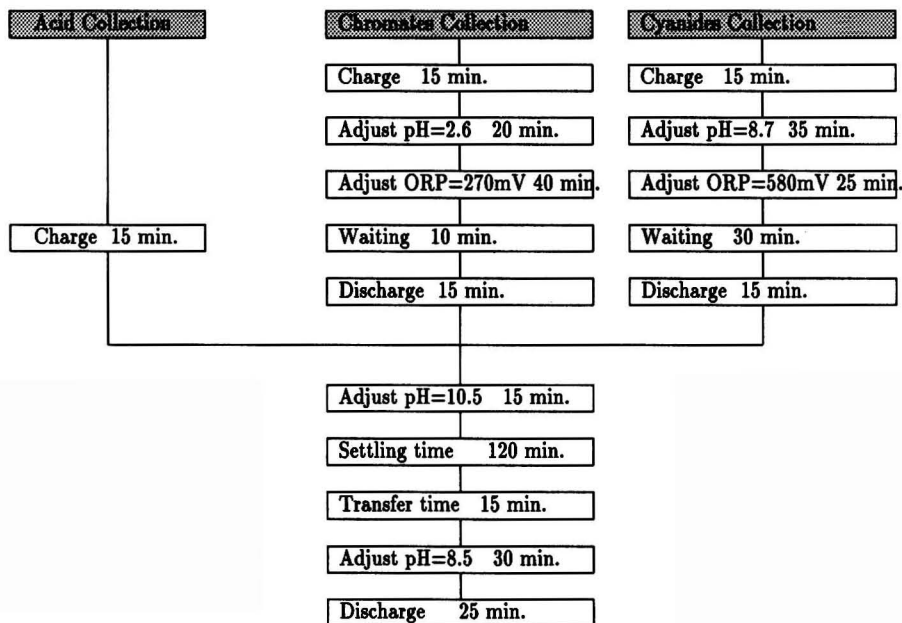 Acid Collection
Chromates Collection
Cyanides Collection
Charge 15 min.
Charge 15 min.
Adjust pH=2.6 20 min.
Adjust pH=8.7 35 min.
Adjust ORP=270mV 40 min.
Adjust ORP=580mV 25 min.
Charge 15 min.
Waiting 10 min.
Waiting 30 min.
Discharge 15 min.
Discharge 15 min.
Adjust pH=10.5 15 min.
Settling time 120 min.
Transfer time 15 min.
Adjust pH=8.5 30 min.
Discharge 25 min.